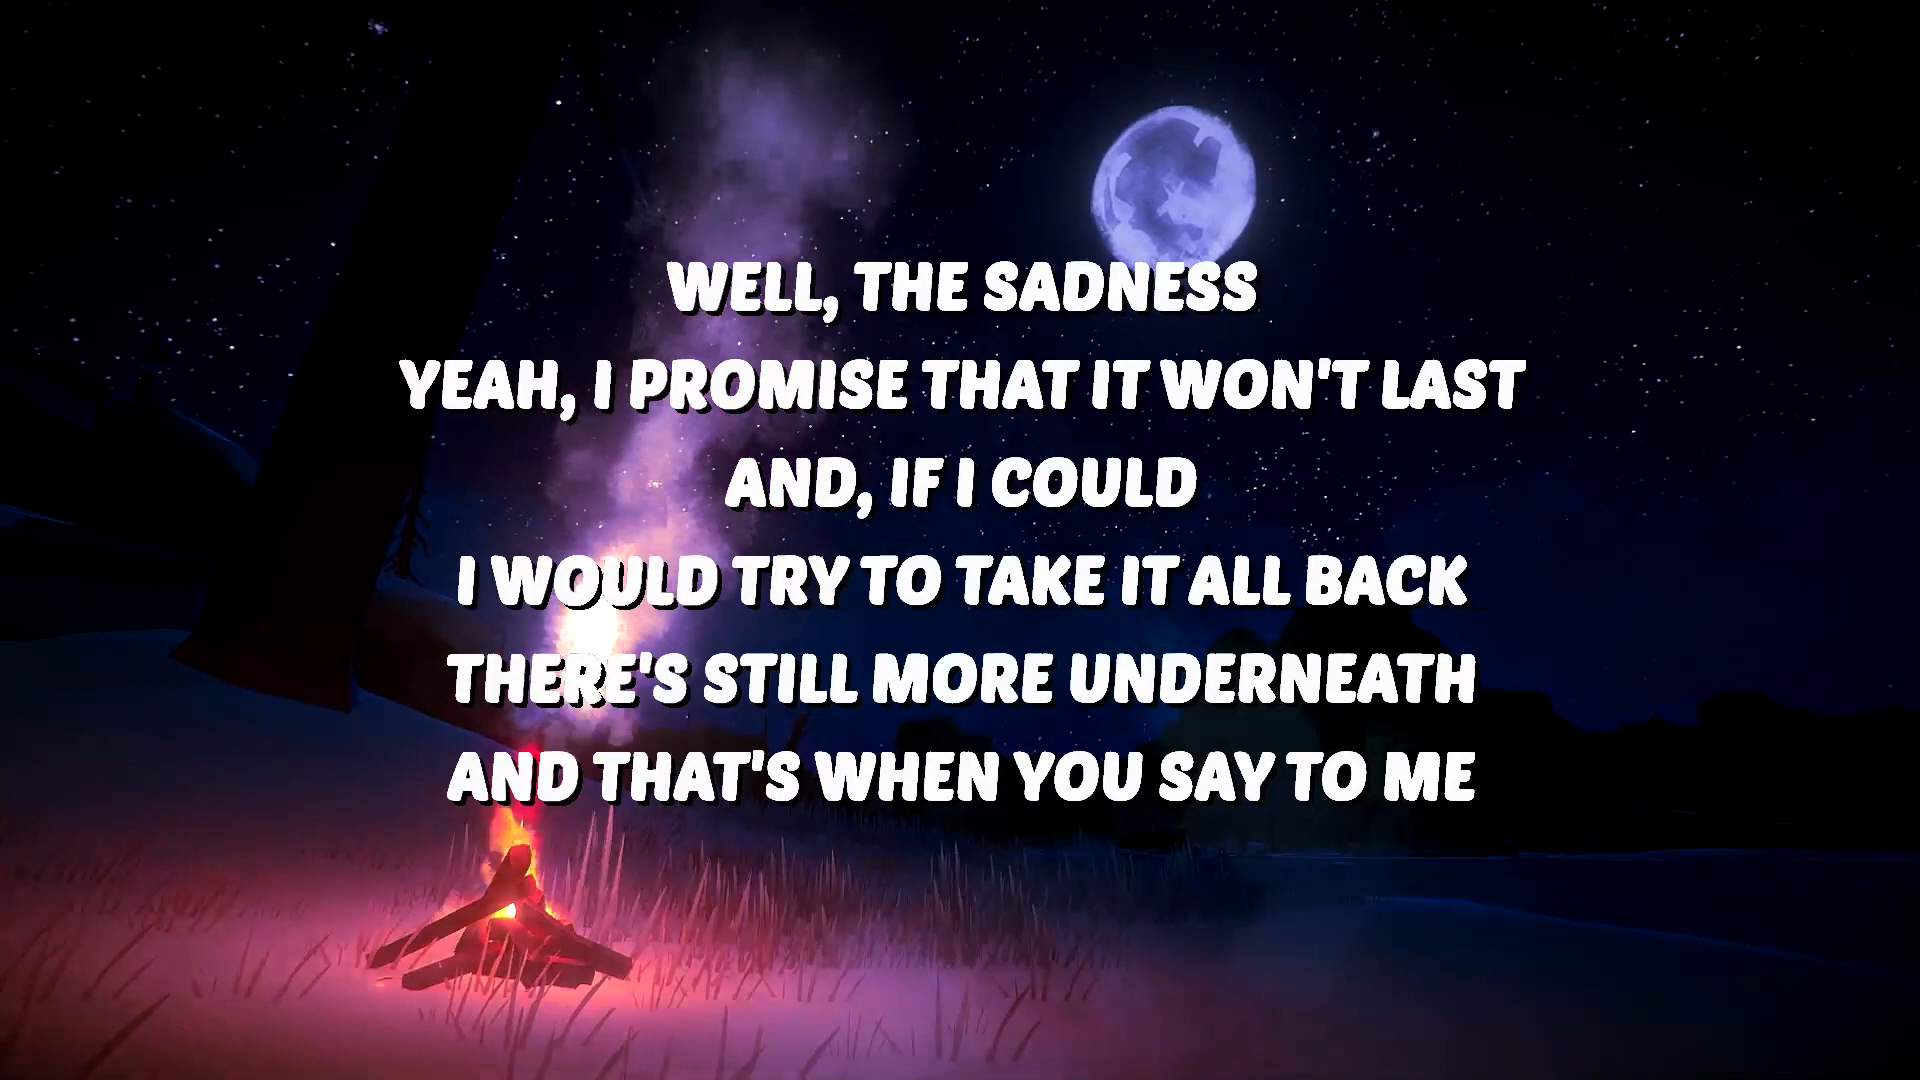 WELL, THE SADNESS
YEAH, I PROMISE THAT IT WON'T LAST
AND, IF I COULD
I WOULD TRY TO TAKE IT ALL BACK
THERE'S STILL MORE UNDERNEATH
AND THAT'S WHEN YOU SAY TO ME